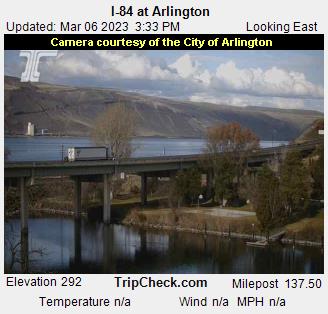 I-84 at Arlington
Updated: Mar 06 2023 3:33 PM Looking East
Camera courtesy of the City of Arlington
Elevation 292 TripCheck.com Milepost 137.50
Temperature n/a Wind n/a MPH n/a